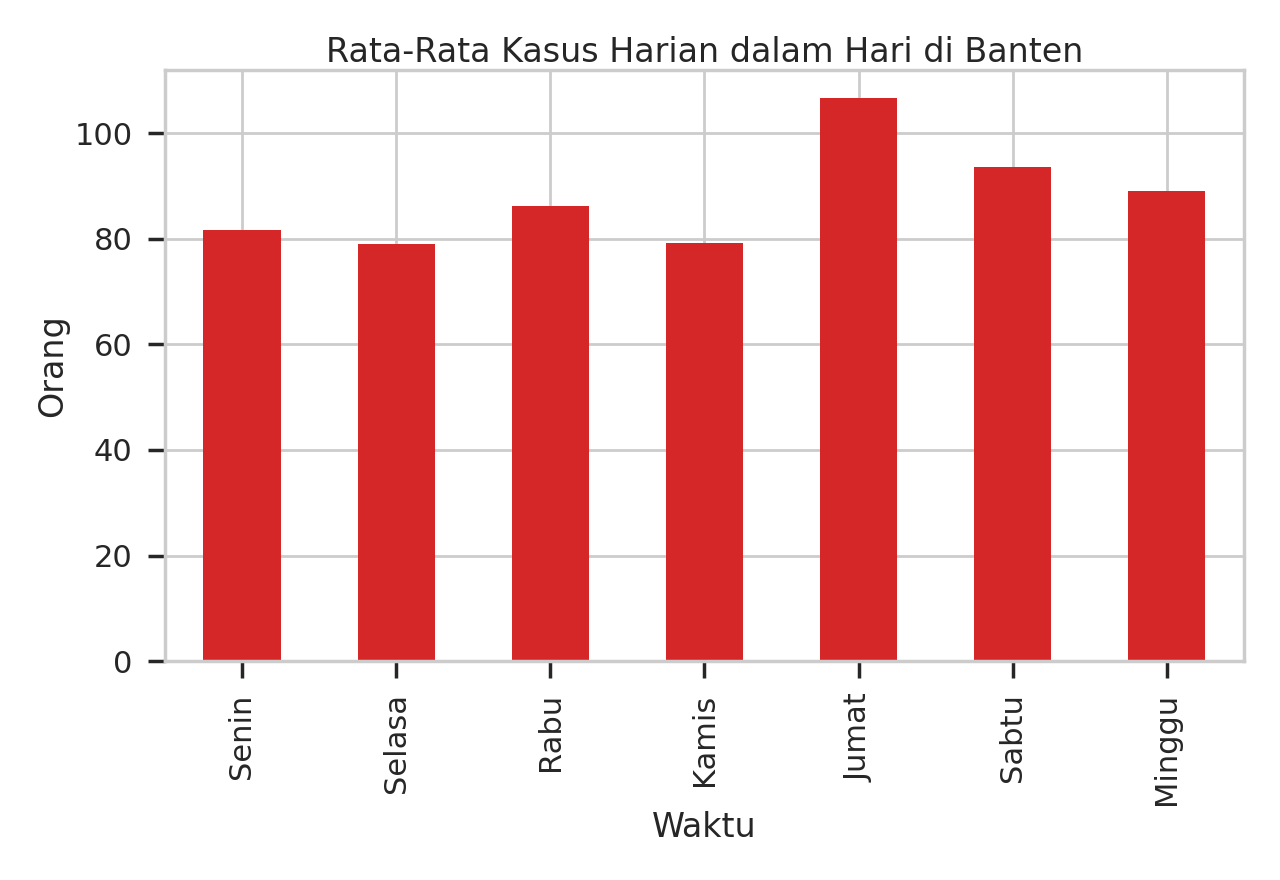 Rata-Rata Kasus Harian dalam Hari di Banten
100
80
60
40
20
0
Orang
Senin
Selasa
Rabu
Kamis
Jumat
Sabtu
Minggu
Waktu